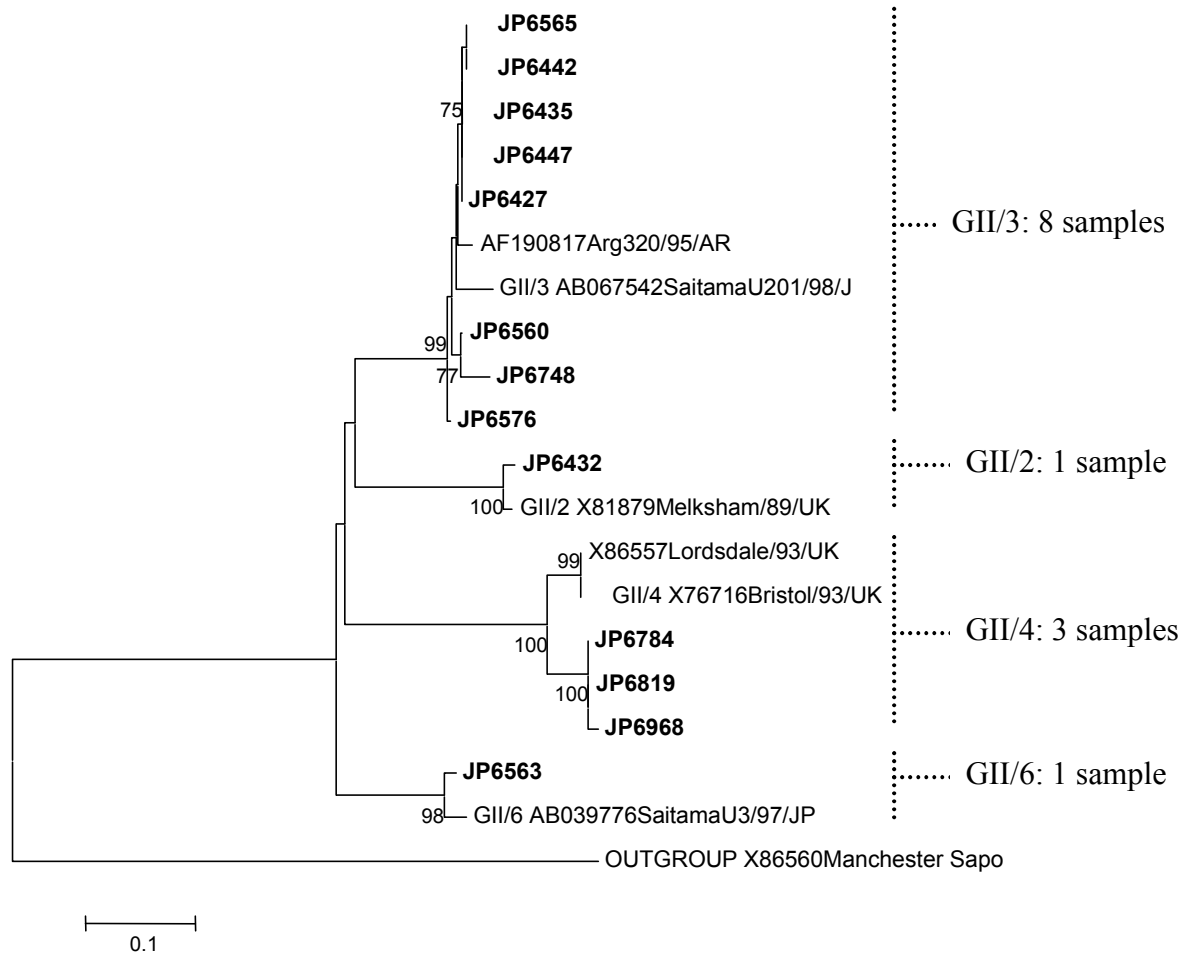 JP6565
JP6442
75
JP6435
JP6447
JP6427
GII/3: 8 samples
AF190817Arg320/95/AR
GII/3 AB067542SaitamaU201/98/J
JP6560
99
77
JP6748
JP6576
JP6432
GII/2: 1 sample
100
GII/2 X81879Melksham/89/UK
99
X86557Lordsdale/93/UK
GII/4 X76716Bristol/93/UK
GII/4: 3 samples
100
JP6784
JP6819
100
JP6968
JP6563
GII/6: 1 sample
98
GII/6 AB039776SaitamaU3/97/JP
OUTGROUP X86560Manchester Sapo
0.1